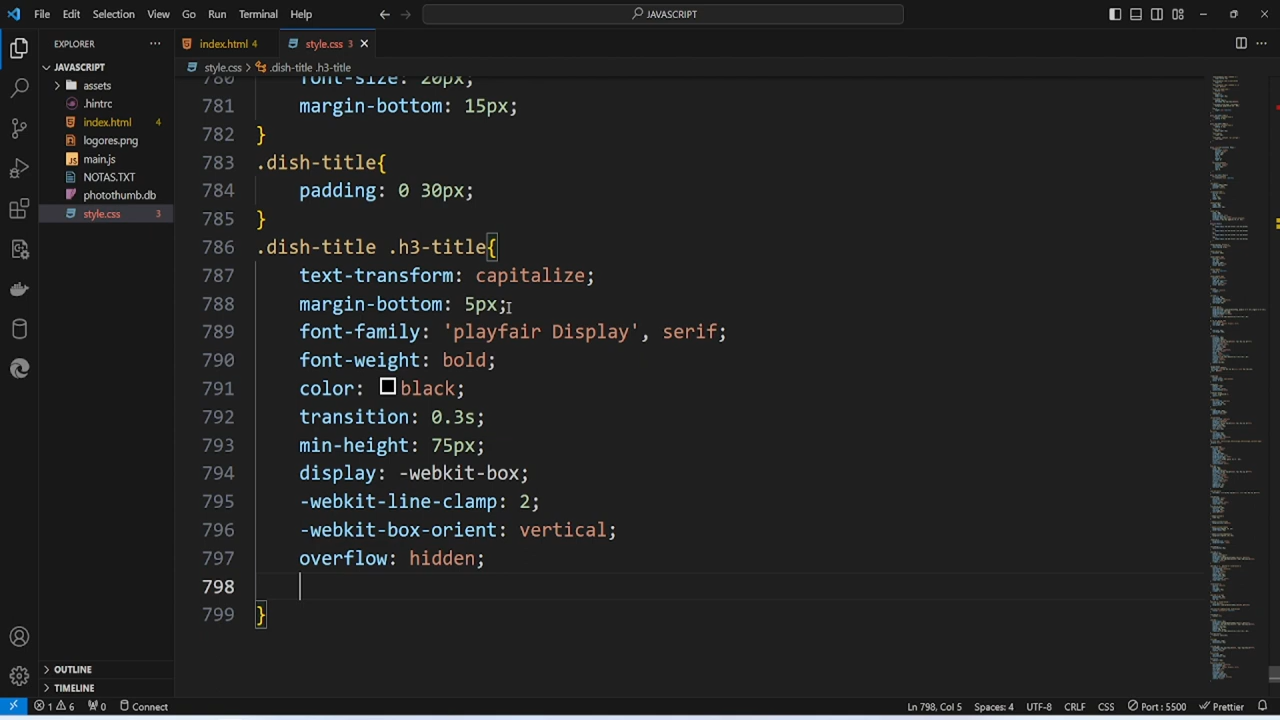 File Edit Selection View Go Run Terminal Help
JAVASCRIPT
EXPLORER
index.html 4
style.css 3
JAVASCRIPT
style.css > .dish-title .h3-title
assets
.hintrc
index.html 4
logores.png
main.js
NOTAS.TXT
photothumb.db
style.css 3
780 font-size: 20px;
781 margin-bottom: 15px;
782 }
783 .dish-title{
784 padding: 0 30px;
785 }
786 .dish-title .h3-title{
787 text-transform: capitalize;
788 margin-bottom: 5px;
789 font-family: 'playfair Display', serif;
790 font-weight: bold;
791 color: black;
792 transition: 0.3s;
793 min-height: 75px;
794 display: -webkit-box;
795 -webkit-line-clamp: 2;
796 -webkit-box-orient: vertical;
797 overflow: hidden;
798
799 }
OUTLINE
TIMELINE
1 6 0 Connect
Ln 798, Col 5 Spaces: 4 UTF-8 CRLF CSS Port : 5500 Prettier